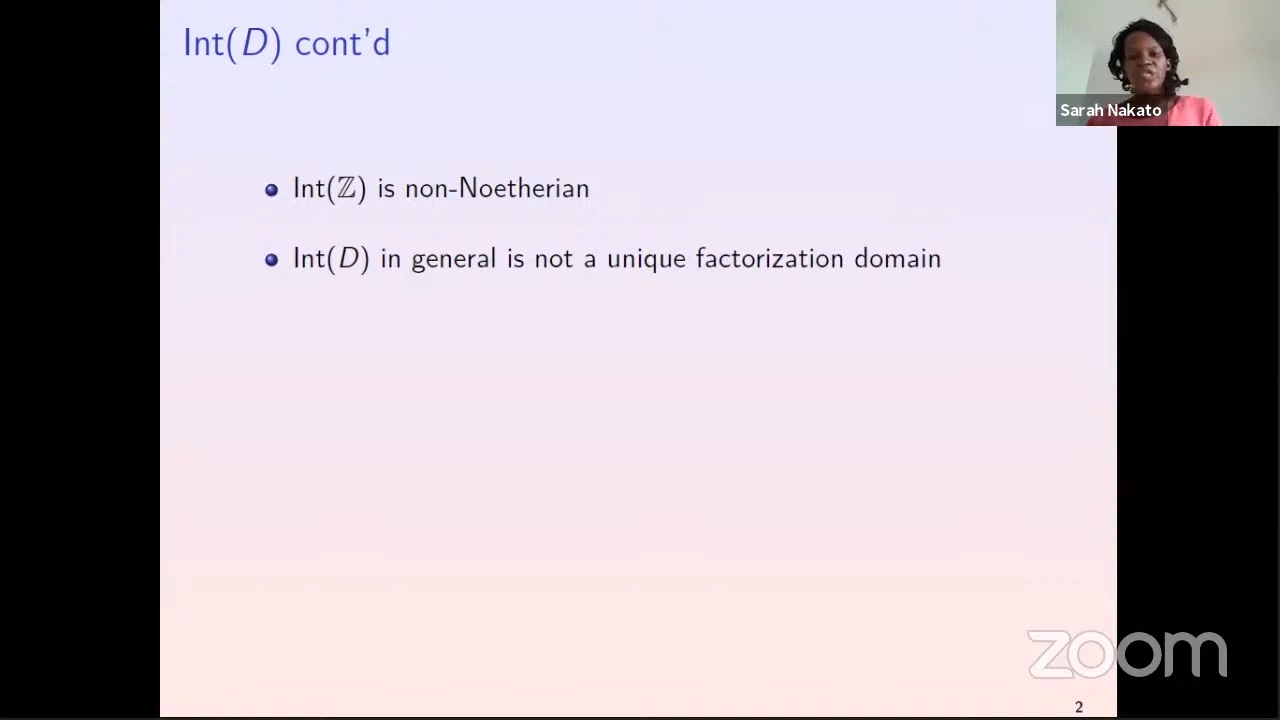 Int(D) cont'd
Sarah Nakato
Int(ℤ) is non-Noetherian
Int(D) in general is not a unique factorization domain
zoom
2